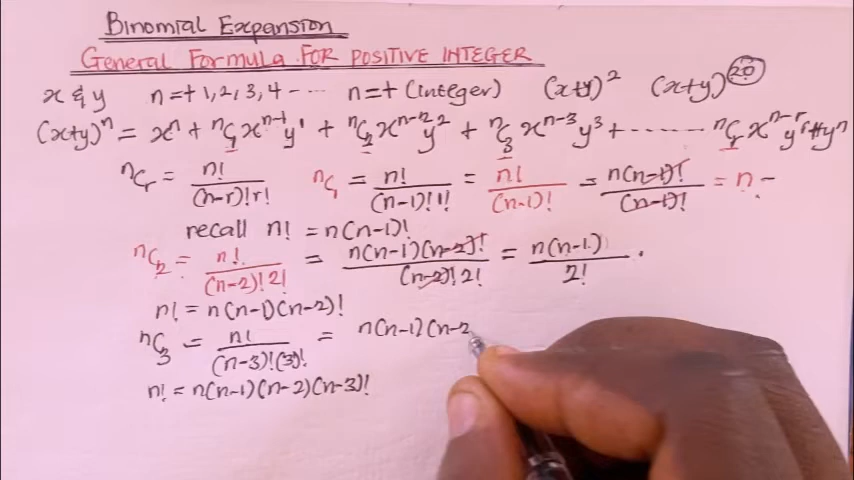 Binomial Expansion
General Formula FOR POSITIVE INTEGER
x & y n = + 1, 2, 3, 4 - ... n = + (integer) (x+y)² (x+y)²⁰
(x+y)ⁿ = xⁿ + ⁿC₁xⁿ⁻¹y¹ + ⁿC₂xⁿ⁻²y² + ⁿC₃xⁿ⁻³y³ + ....... ⁿCᵣxⁿ⁻ʳyʳ + yⁿ
ⁿCᵣ = n!/(n-r)!r! ⁿC₁ = n!/(n-1)!1! = n!/(n-1)! = n(n-1)!/(n-1)! = n
recall n! = n(n-1)!
ⁿC₂ = n!/(n-2)!2! = n(n-1)(n-2)!/(n-2)!2! = n(n-1)/2!
n! = n(n-1)(n-2)!
ⁿC₃ = n!/(n-3)!(3)! = n(n-1)(n-2
n! = n(n-1)(n-2)(n-3)!